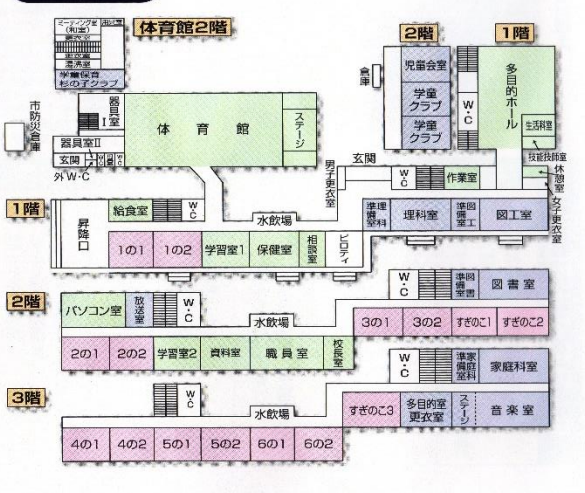 ミーティング室
(和室)
更衣室
湯沸室
学童保育
杉の子クラブ
体育館2階
2階
1階
児童会室
学童
クラブ
学童
クラブ
倉庫
W・C
多目的ホール
生活科室
市防災倉庫
器具室I
器具室II
玄関
外W・C
体育館
ステージ
男子更衣室
玄関
W・C
作業室
技能技師室
休憩室
女子更衣室
1階
昇降口
給食室
W・C
水飲場
理科準備室
理科室
図工準備室
図工室
1の1
1の2
学習室1
保健室
相談室
ピロティ
2階
パソコン室
放送室
W・C
水飲場
W・C
図書準備室
図書室
3の1
3の2
すぎのこ1
すぎのこ2
2の1
2の2
学習室2
資料室
職員室
校長室
3階
W・C
水飲場
W・C
家庭科準備室
家庭科室
すぎのこ3
多目的室
更衣室
ステージ
音楽室
4の1
4の2
5の1
5の2
6の1
6の2